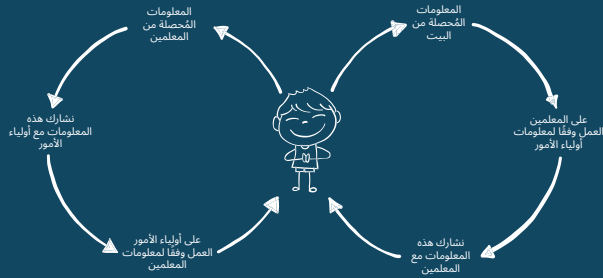 المعلومات
المُحصلة من
البيت
على المعلمين
العمل وفقًا لمعلومات
أولياء الأمور
نشارك هذه
المعلومات مع
المعلمين
المعلومات
المُحصلة من
المعلمين
نشارك هذه
المعلومات مع أولياء
الأمور
على أولياء الأمور
العمل وفقًا لمعلومات
المعلمين